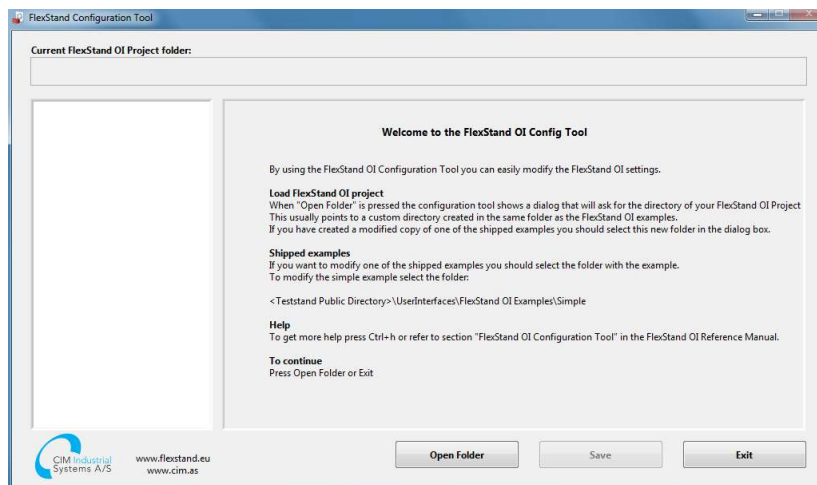 FlexStand Configuration Tool
Current FlexStand OI Project folder:
Welcome to the FlexStand OI Config Tool
By using the FlexStand OI Configuration Tool you can easily modify the FlexStand OI settings.
Load FlexStand OI project
When "Open Folder" is pressed the configuration tool shows a dialog that will ask for the directory of your FlexStand OI Project
This usually points to a custom directory created in the same folder as the FlexStand OI examples.
If you have created a modified copy of one of the shipped examples you should select this new folder in the dialog box.
Shipped examples
If you want to modify one of the shipped examples you should select the folder with the example.
To modify the simple example select the folder:
<Teststand Public Directory>\UserInterfaces\FlexStand OI Examples\Simple
Help
To get more help press Ctrl+h or refer to section "FlexStand OI Configuration Tool" in the FlexStand OI Reference Manual.
To continue
Press Open Folder or Exit
CIM Industrial
Systems A/S
www.flexstand.eu
www.cim.as
Open Folder
Save
Exit